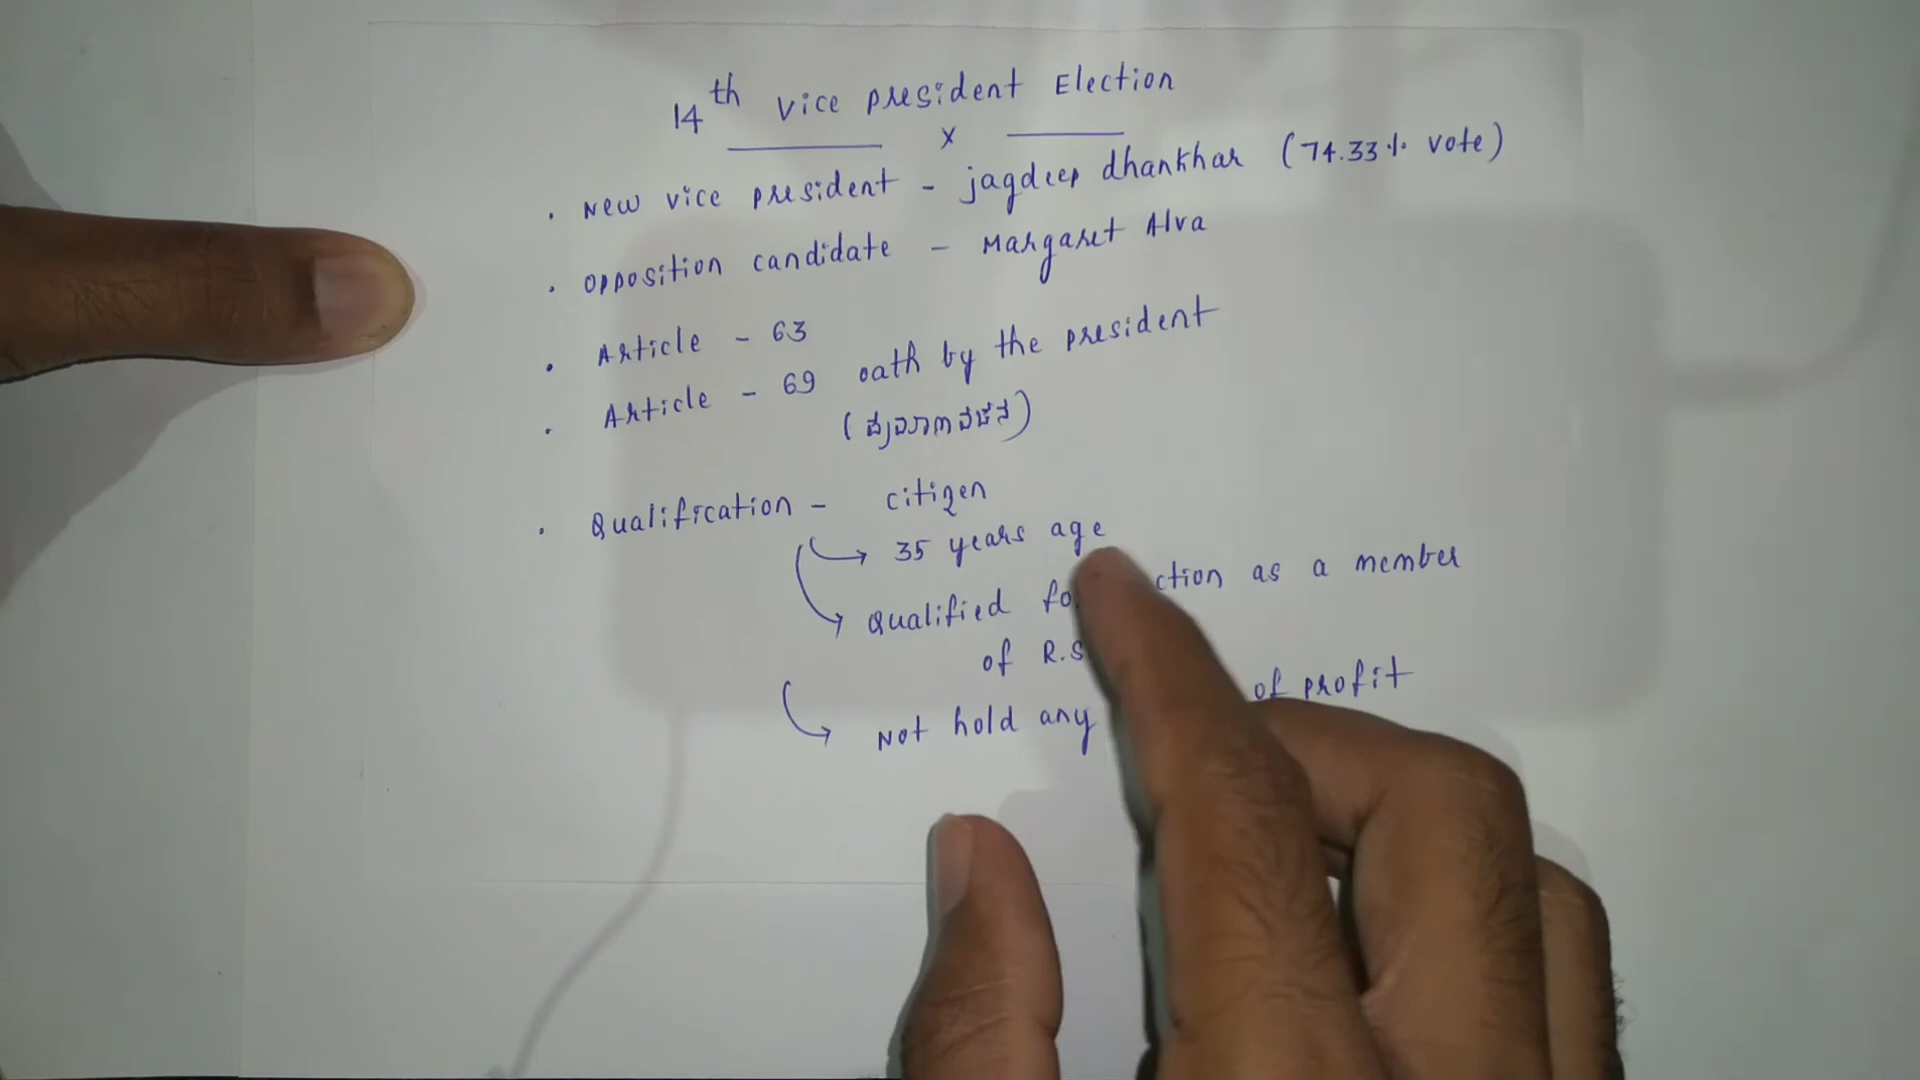 14th Vice president Election
x
. New vice president - jagdeep dhankhar (74.33% vote)
. opposition candidate - Margaret Alva
. Article - 63
. Article - 69 oath by the president
(ಪ್ರಮಾಣವಚನ)
. Qualification - citizen
→ 35 years age
→ Qualified as a member
of R.S
→ Not hold any of profit